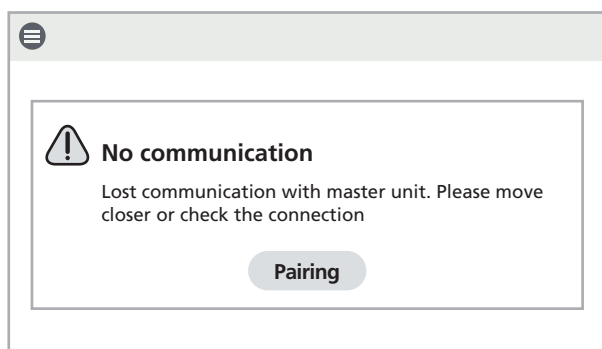 No communication
Lost communication with master unit. Please move
closer or check the connection
Pairing